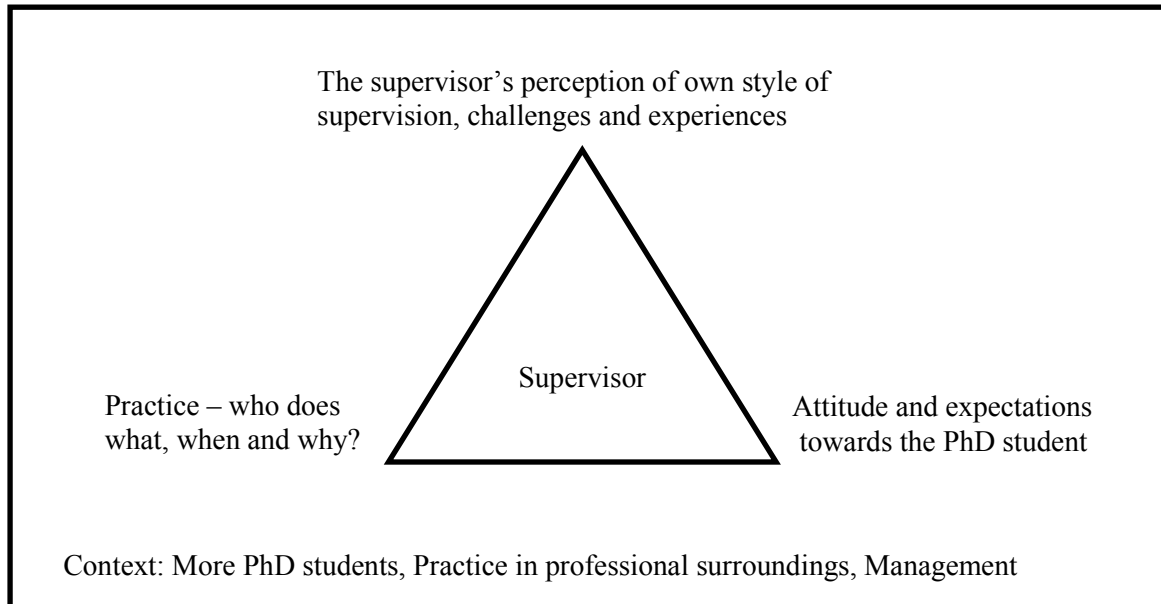 The supervisor’s perception of own style of
supervision, challenges and experiences
Supervisor
Practice – who does
what, when and why?
Attitude and expectations
towards the PhD student
Context: More PhD students, Practice in professional surroundings, Management